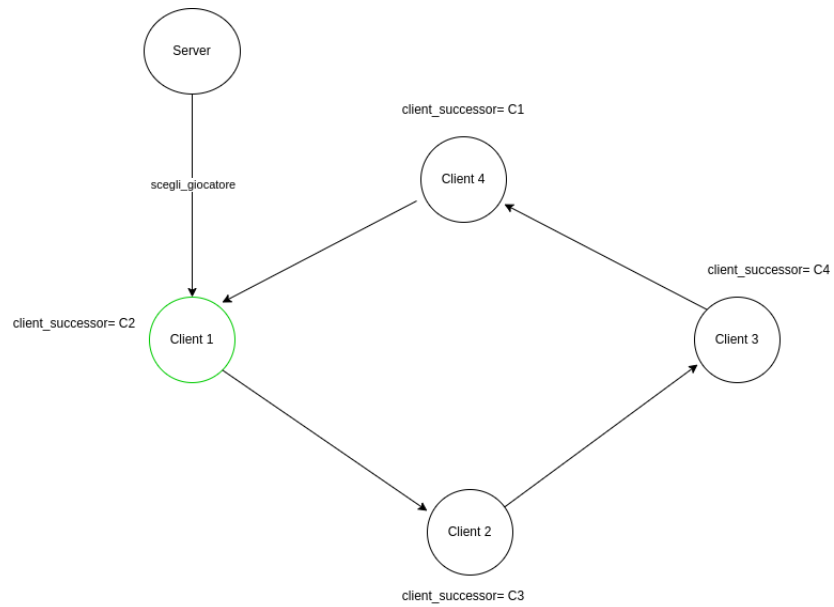 Server
client_successor= C1
Client 4
scegli_giocatore
client_successor= C4
client_successor= C2
Client 1
Client 3
Client 2
client_successor= C3